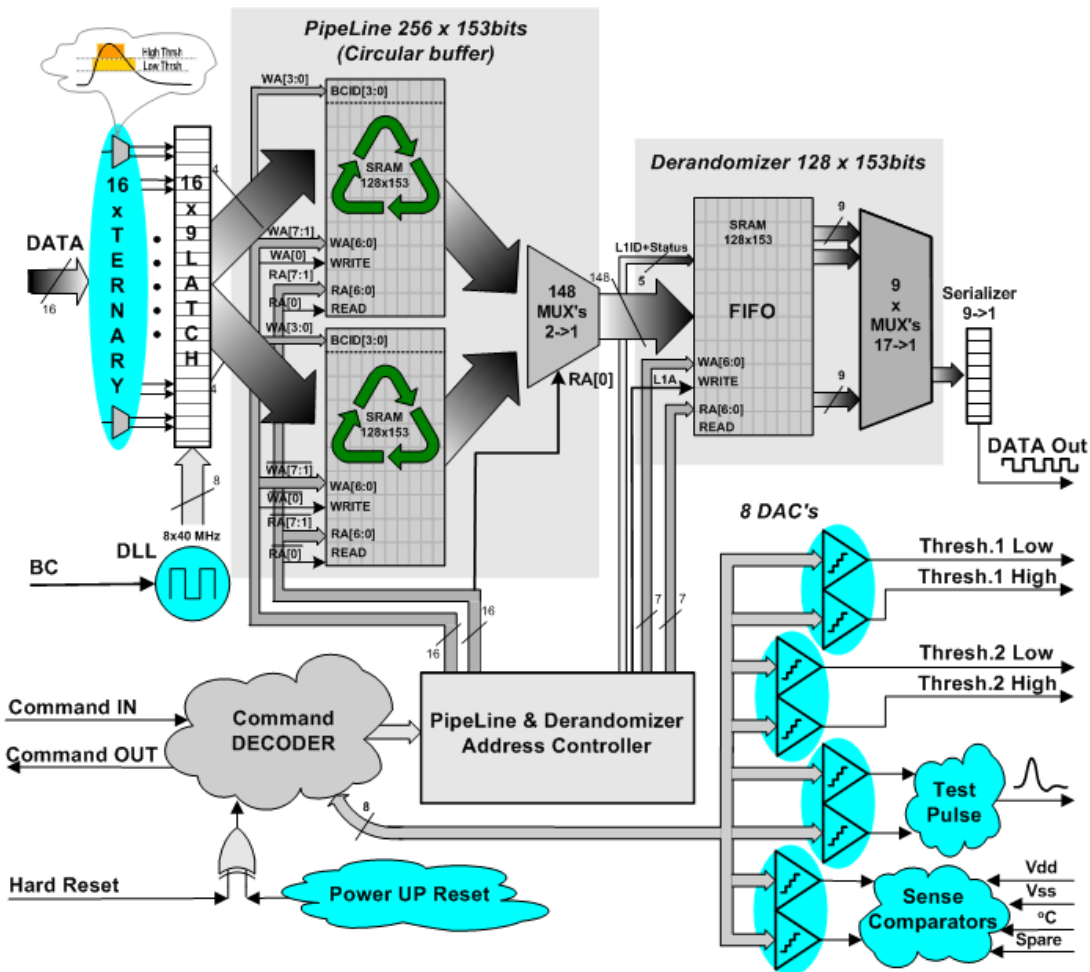 PipeLine 256 x 153bits
(Circular buffer)
High Thrsh
Low Thrsh
WA[3:0]
BCID[3:0]
SRAM
128x153
4
16
x
TERNARY
16
x
9
LATCH
DATA
16
WA[7:1]
WA[6:0]
WA[0]
WRITE
RA[7:1]
RA[6:0]
RA[0]
READ
WA[3:0]
BCID[3:0]
SRAM
128x153
4
WA[7:1]
WA[6:0]
WA[0]
WRITE
RA[7:1]
RA[6:0]
RA[0]
READ
148
MUX's
2->1
RA[0]
148
Derandomizer 128 x 153bits
L1ID+Status
5
SRAM
128x153
FIFO
WA[6:0]
L1A
WRITE
RA[6:0]
READ
9
9
9
x
MUX's
17->1
Serializer
9->1
DATA Out
8
8x40 MHz
DLL
BC
16
16
7
7
8 DAC's
Thresh.1 Low
Thresh.1 High
Thresh.2 Low
Thresh.2 High
Command IN
Command OUT
Command
DECODER
PipeLine & Derandomizer
Address Controller
8
Test
Pulse
Hard Reset
Power UP Reset
Sense
Comparators
Vdd
Vss
ºC
Spare